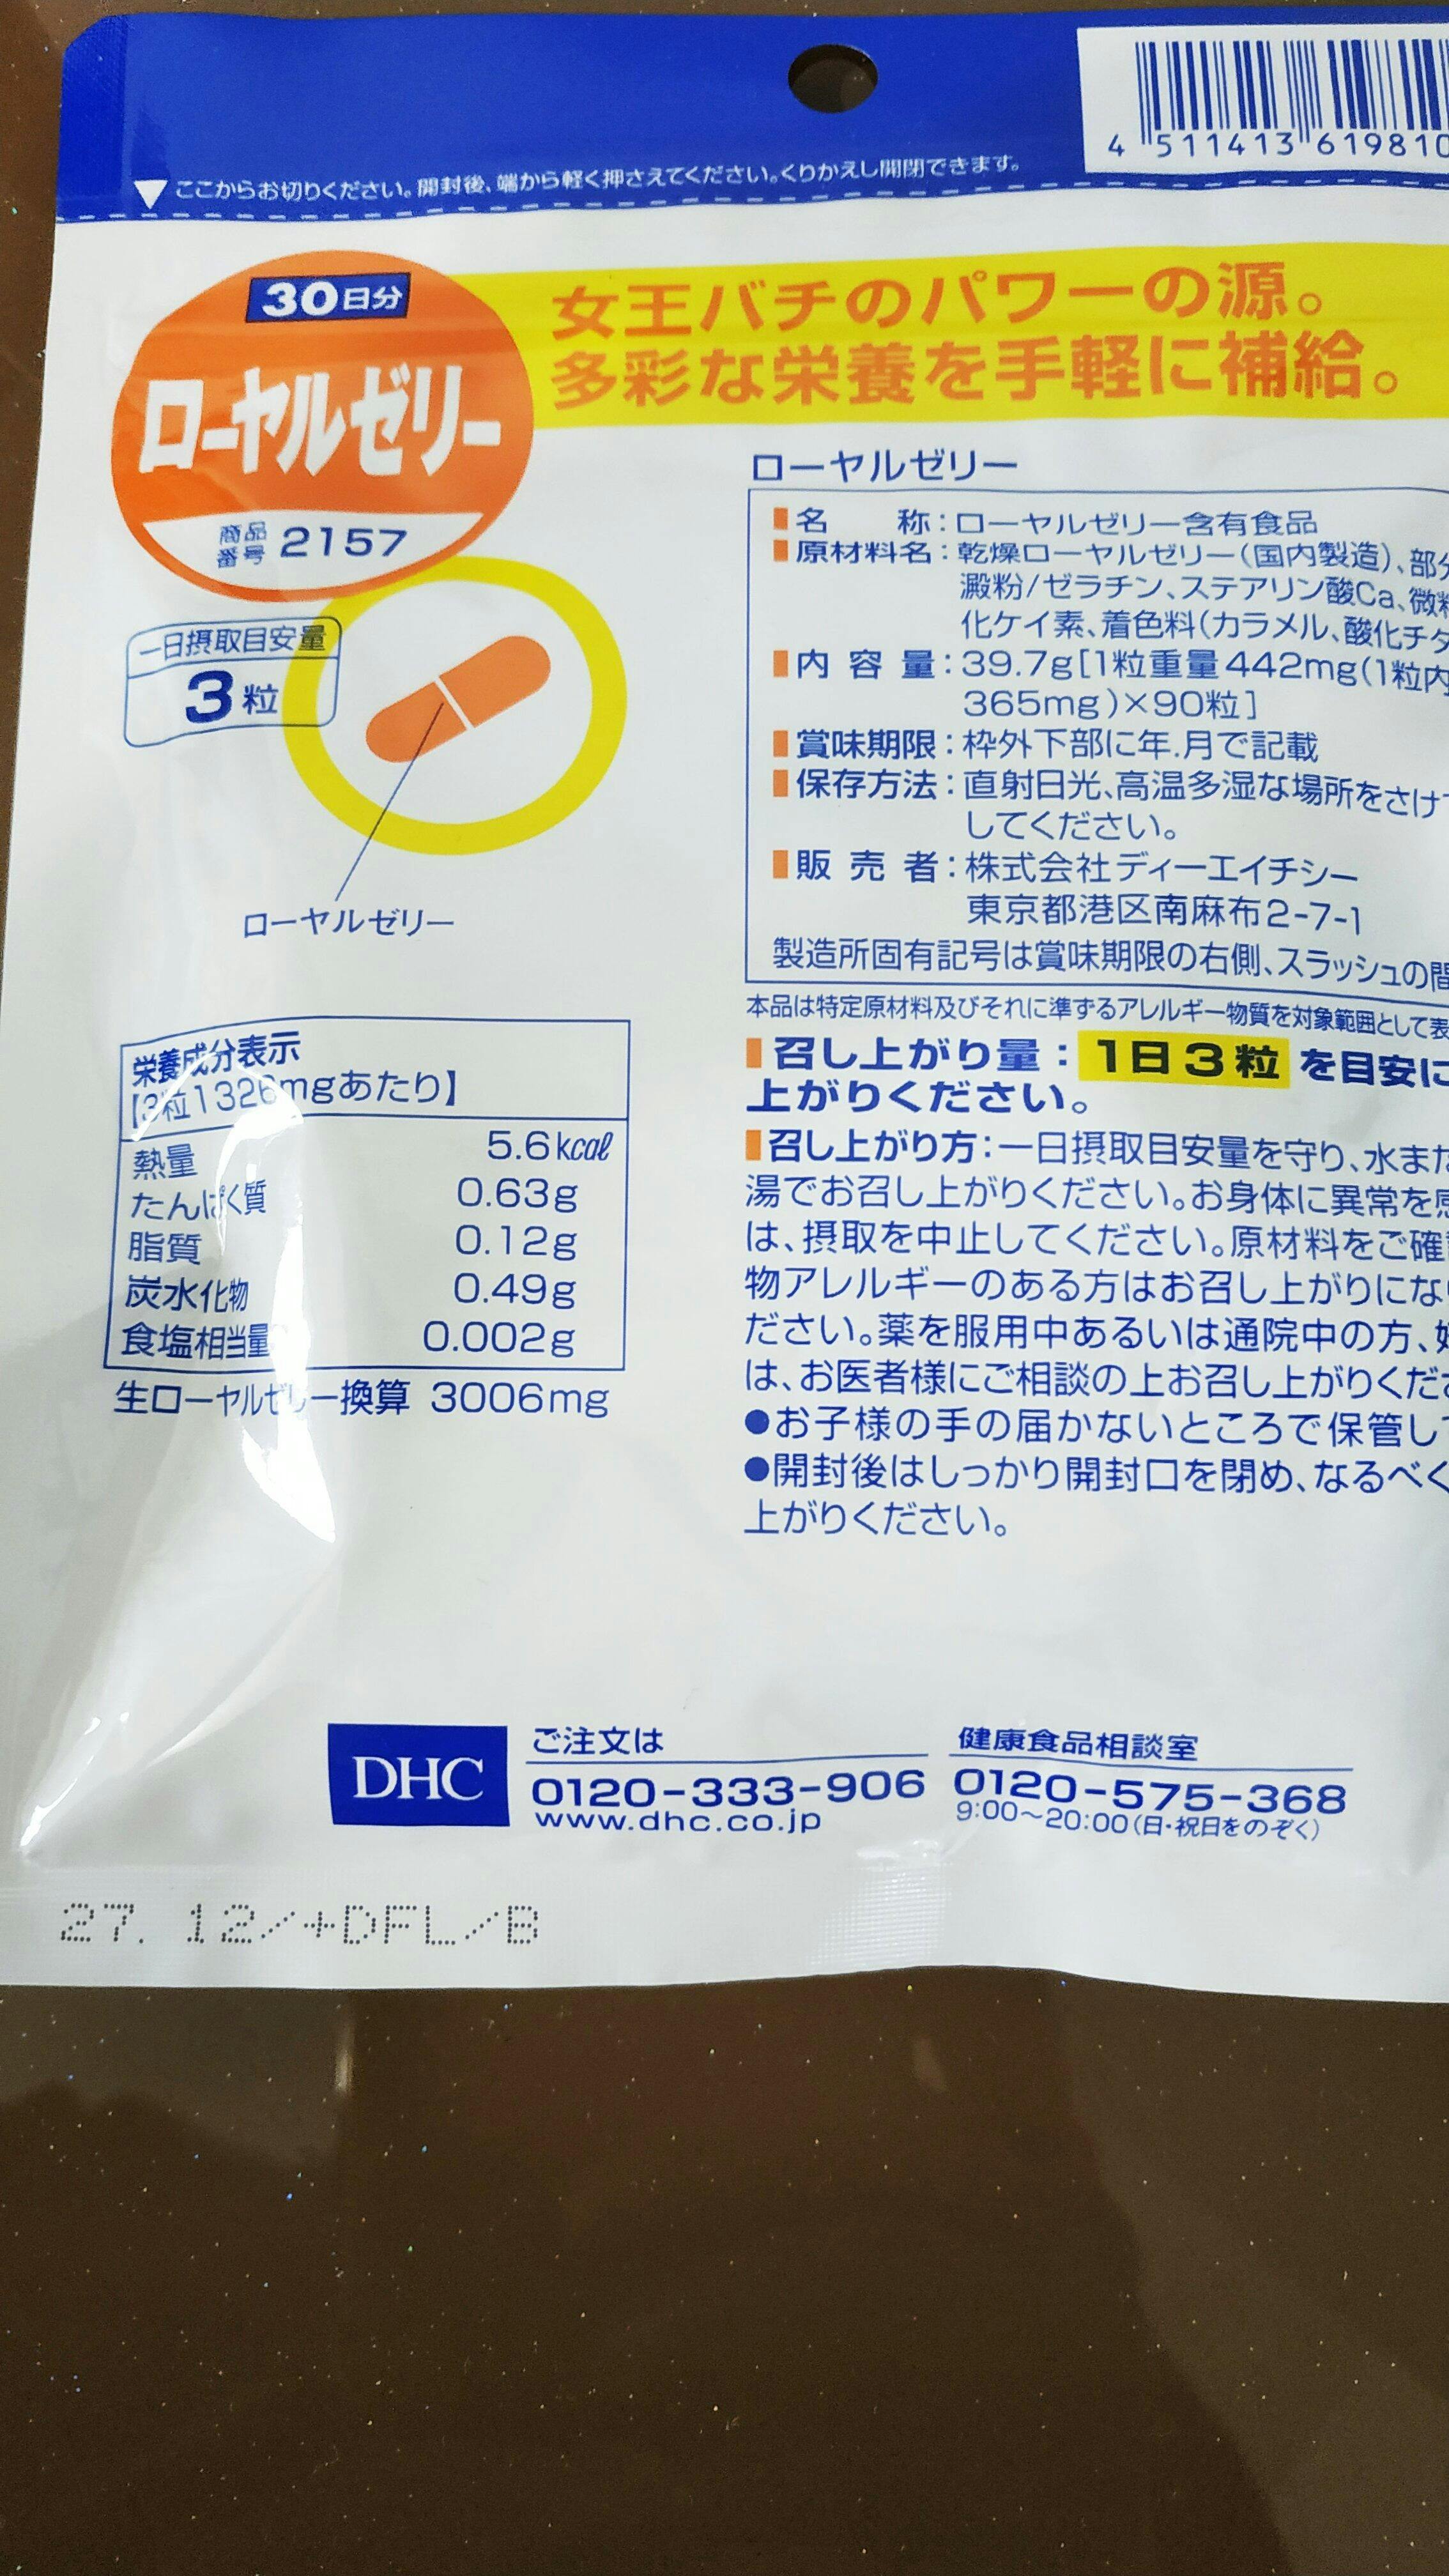 4 511413 619810
ここからお切りください。開封後、端から軽く押さえてください。くりかえし開閉できます。
30日分
ローヤルゼリー
商品番号 2157
女王バチのパワーの源。
多彩な栄養を手軽に補給。
一日摂取目安量
3粒
ローヤルゼリー
ローヤルゼリー
名 称：ローヤルゼリー含有食品
原材料名：乾燥ローヤルゼリー(国内製造)、部分
澱粉/ゼラチン、ステアリン酸Ca、微粒
化ケイ素、着色料(カラメル、酸化チタ
内容量：39.7g[1粒重量442mg(1粒内
365mg)×90粒]
賞味期限：枠外下部に年.月で記載
保存方法：直射日光、高温多湿な場所をさけて
してください。
販売者：株式会社ディーエイチシー
東京都港区南麻布2-7-1
製造所固有記号は賞味期限の右側、スラッシュの間
本品は特定原材料及びそれに準ずるアレルギー物質を対象範囲として表
召し上がり量：1日3粒を目安に
上がりください。
召し上がり方：一日摂取目安量を守り、水また
湯でお召し上がりください。お身体に異常を感
は、摂取を中止してください。原材料をご確認
物アレルギーのある方はお召し上がりにな
ださい。薬を服用中あるいは通院中の方、妊
は、お医者様にご相談の上お召し上がりくださ
●お子様の手の届かないところで保管して
●開封後はしっかり開封口を閉め、なるべく
上がりください。
栄養成分表示
【3粒1326mgあたり】
熱量 5.6kcal
たんぱく質 0.63g
脂質 0.12g
炭水化物 0.49g
食塩相当量 0.002g
生ローヤルゼリー換算 3006mg
DHC
ご注文は
0120-333-906
www.dhc.co.jp
健康食品相談室
0120-575-368
9:00～20:00(日・祝日をのぞく)
27. 12/+DFL/B